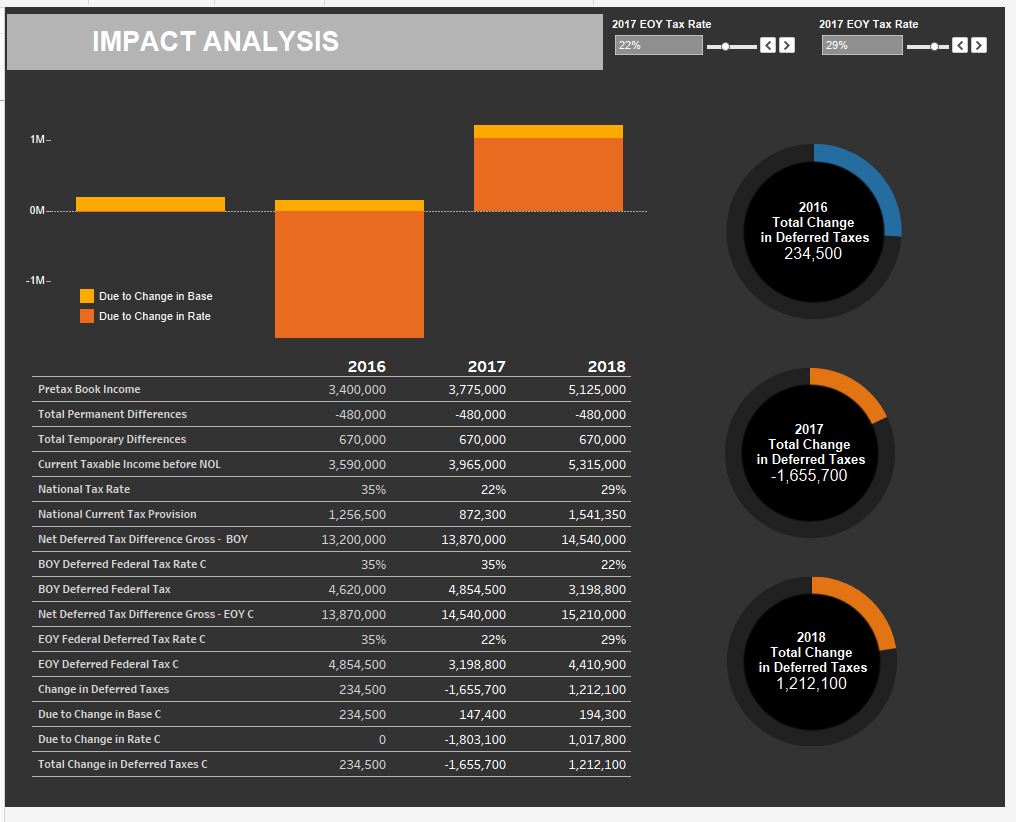 IMPACT ANALYSIS
2017 EOY Tax Rate
22%
2017 EOY Tax Rate
29%
1M
0M
-1M
Due to Change in Base
Due to Change in Rate
2016 2017 2018
Pretax Book Income 3,400,000 3,775,000 5,125,000
Total Permanent Differences -480,000 -480,000 -480,000
Total Temporary Differences 670,000 670,000 670,000
Current Taxable Income before NOL 3,590,000 3,965,000 5,315,000
National Tax Rate 35% 22% 29%
National Current Tax Provision 1,256,500 872,300 1,541,350
Net Deferred Tax Difference Gross - BOY 13,200,000 13,870,000 14,540,000
BOY Deferred Federal Tax Rate C 35% 35% 22%
BOY Deferred Federal Tax 4,620,000 4,854,500 3,198,800
Net Deferred Tax Difference Gross - EOY C 13,870,000 14,540,000 15,210,000
EOY Federal Deferred Tax Rate C 35% 22% 29%
EOY Deferred Federal Tax C 4,854,500 3,198,800 4,410,900
Change in Deferred Taxes 234,500 -1,655,700 1,212,100
Due to Change in Base C 234,500 147,400 194,300
Due to Change in Rate C 0 -1,803,100 1,017,800
Total Change in Deferred Taxes C 234,500 -1,655,700 1,212,100
2016
Total Change
in Deferred Taxes
234,500
2017
Total Change
in Deferred Taxes
-1,655,700
2018
Total Change
in Deferred Taxes
1,212,100